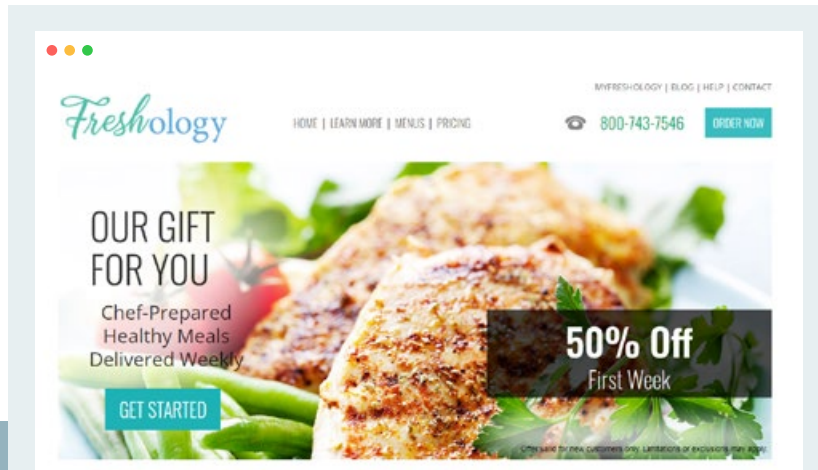 MYFRESHOLOGY | BLOG | HELP | CONTACT
Freshology
HOME | LEARN MORE | MENUS | PRICING
800-743-7546
ORDER NOW
OUR GIFT
FOR YOU
Chef-Prepared
Healthy Meals
Delivered Weekly
GET STARTED
50% Off
First Week
Offer valid for new customers only. Limitations or exclusions may apply.